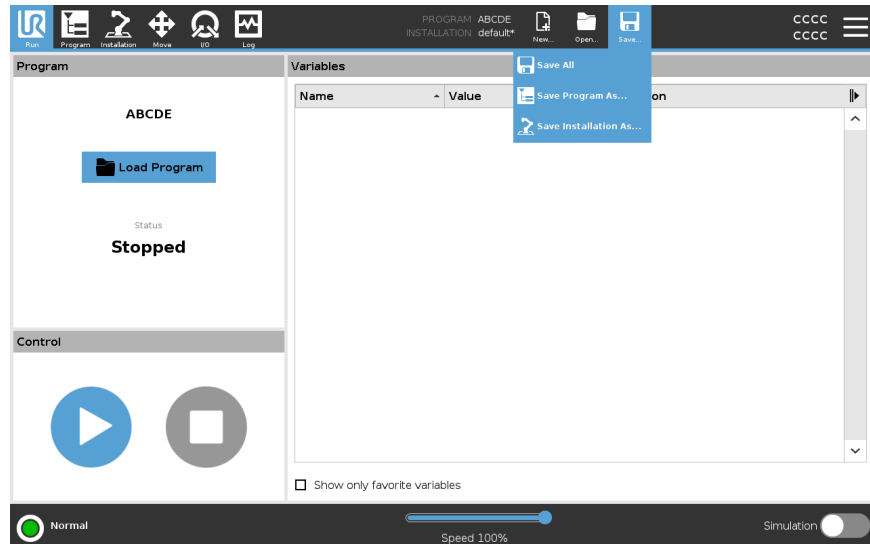 UR
PROGRAM ABCDE
INSTALLATION default*
CCCC
CCCC
Run Program Installation Move I/O Log New... Open... Save...
Program
Variables
Save All
Save Program As...
Save Installation As...
Name Value on
ABCDE
Load Program
Status
Stopped
Control
Show only favorite variables
Normal
Speed 100%
Simulation